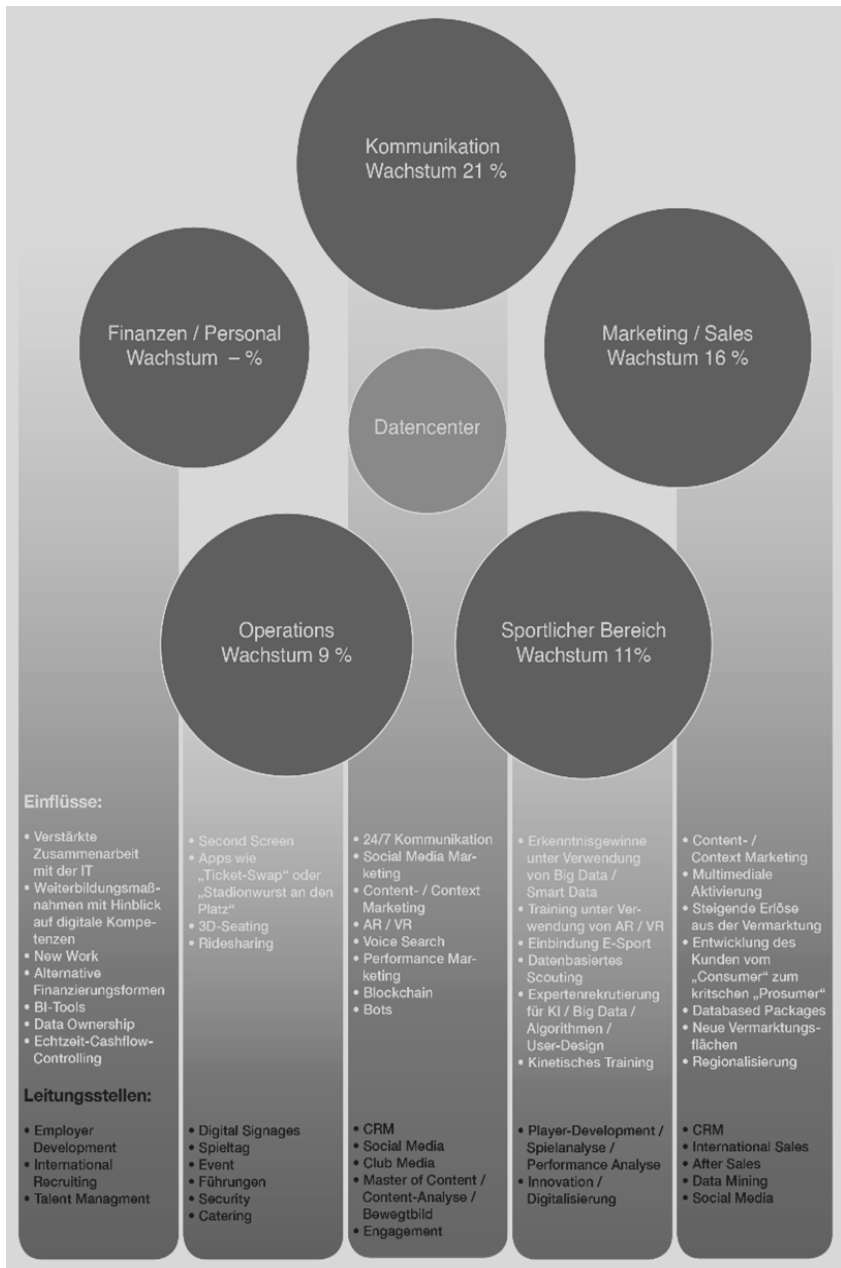 Kommunikation
Wachstum 21 %
Finanzen / Personal
Wachstum – %
Marketing / Sales
Wachstum 16 %
Datencenter
Operations
Wachstum 9 %
Sportlicher Bereich
Wachstum 11%
Einflüsse:
• Verstärkte
Zusammenarbeit
mit der IT
• Weiterbildungsmaß-
nahmen mit Hinblick
auf digitale Kompe-
tenzen
• New Work
• Alternative
Finanzierungsformen
• BI-Tools
• Data Ownership
• Echtzeit-Cashflow-
Controlling
• Second Screen
• Apps wie
„Ticket-Swap“ oder
„Stadionwurst an den
Platz“
• 3D-Seating
• Ridesharing
• 24/7 Kommunikation
• Social Media Mar-
keting
• Content- / Context
Marketing
• AR / VR
• Voice Search
• Performance Mar-
keting
• Blockchain
• Bots
• Erkenntnisgewinne
unter Verwendung
von Big Data /
Smart Data
• Training unter Ver-
wendung von AR / VR
• Einbindung E-Sport
• Datenbasiertes
Scouting
• Expertenrekrutierung
für KI / Big Data /
Algorithmen /
User-Design
• Kinetisches Training
• Content- /
Context Marketing
• Multimediale
Aktivierung
• Steigende Erlöse
aus der Vermarktung
• Entwicklung des
Kunden vom
„Consumer“ zum
kritschen „Prosumer“
• Databased Packages
• Neue Vermarktungs-
flächen
• Regionalisierung
Leitungsstellen:
• Employer
Development
• International
Recruiting
• Talent Managment
• Digital Signages
• Spieltag
• Event
• Führungen
• Security
• Catering
• CRM
• Social Media
• Club Media
• Master of Content /
Content-Analyse /
Bewegtbild
• Engagement
• Player-Development /
Spielanalyse /
Performance Analyse
• Innovation /
Digitalisierung
• CRM
• International Sales
• After Sales
• Data Mining
• Social Media